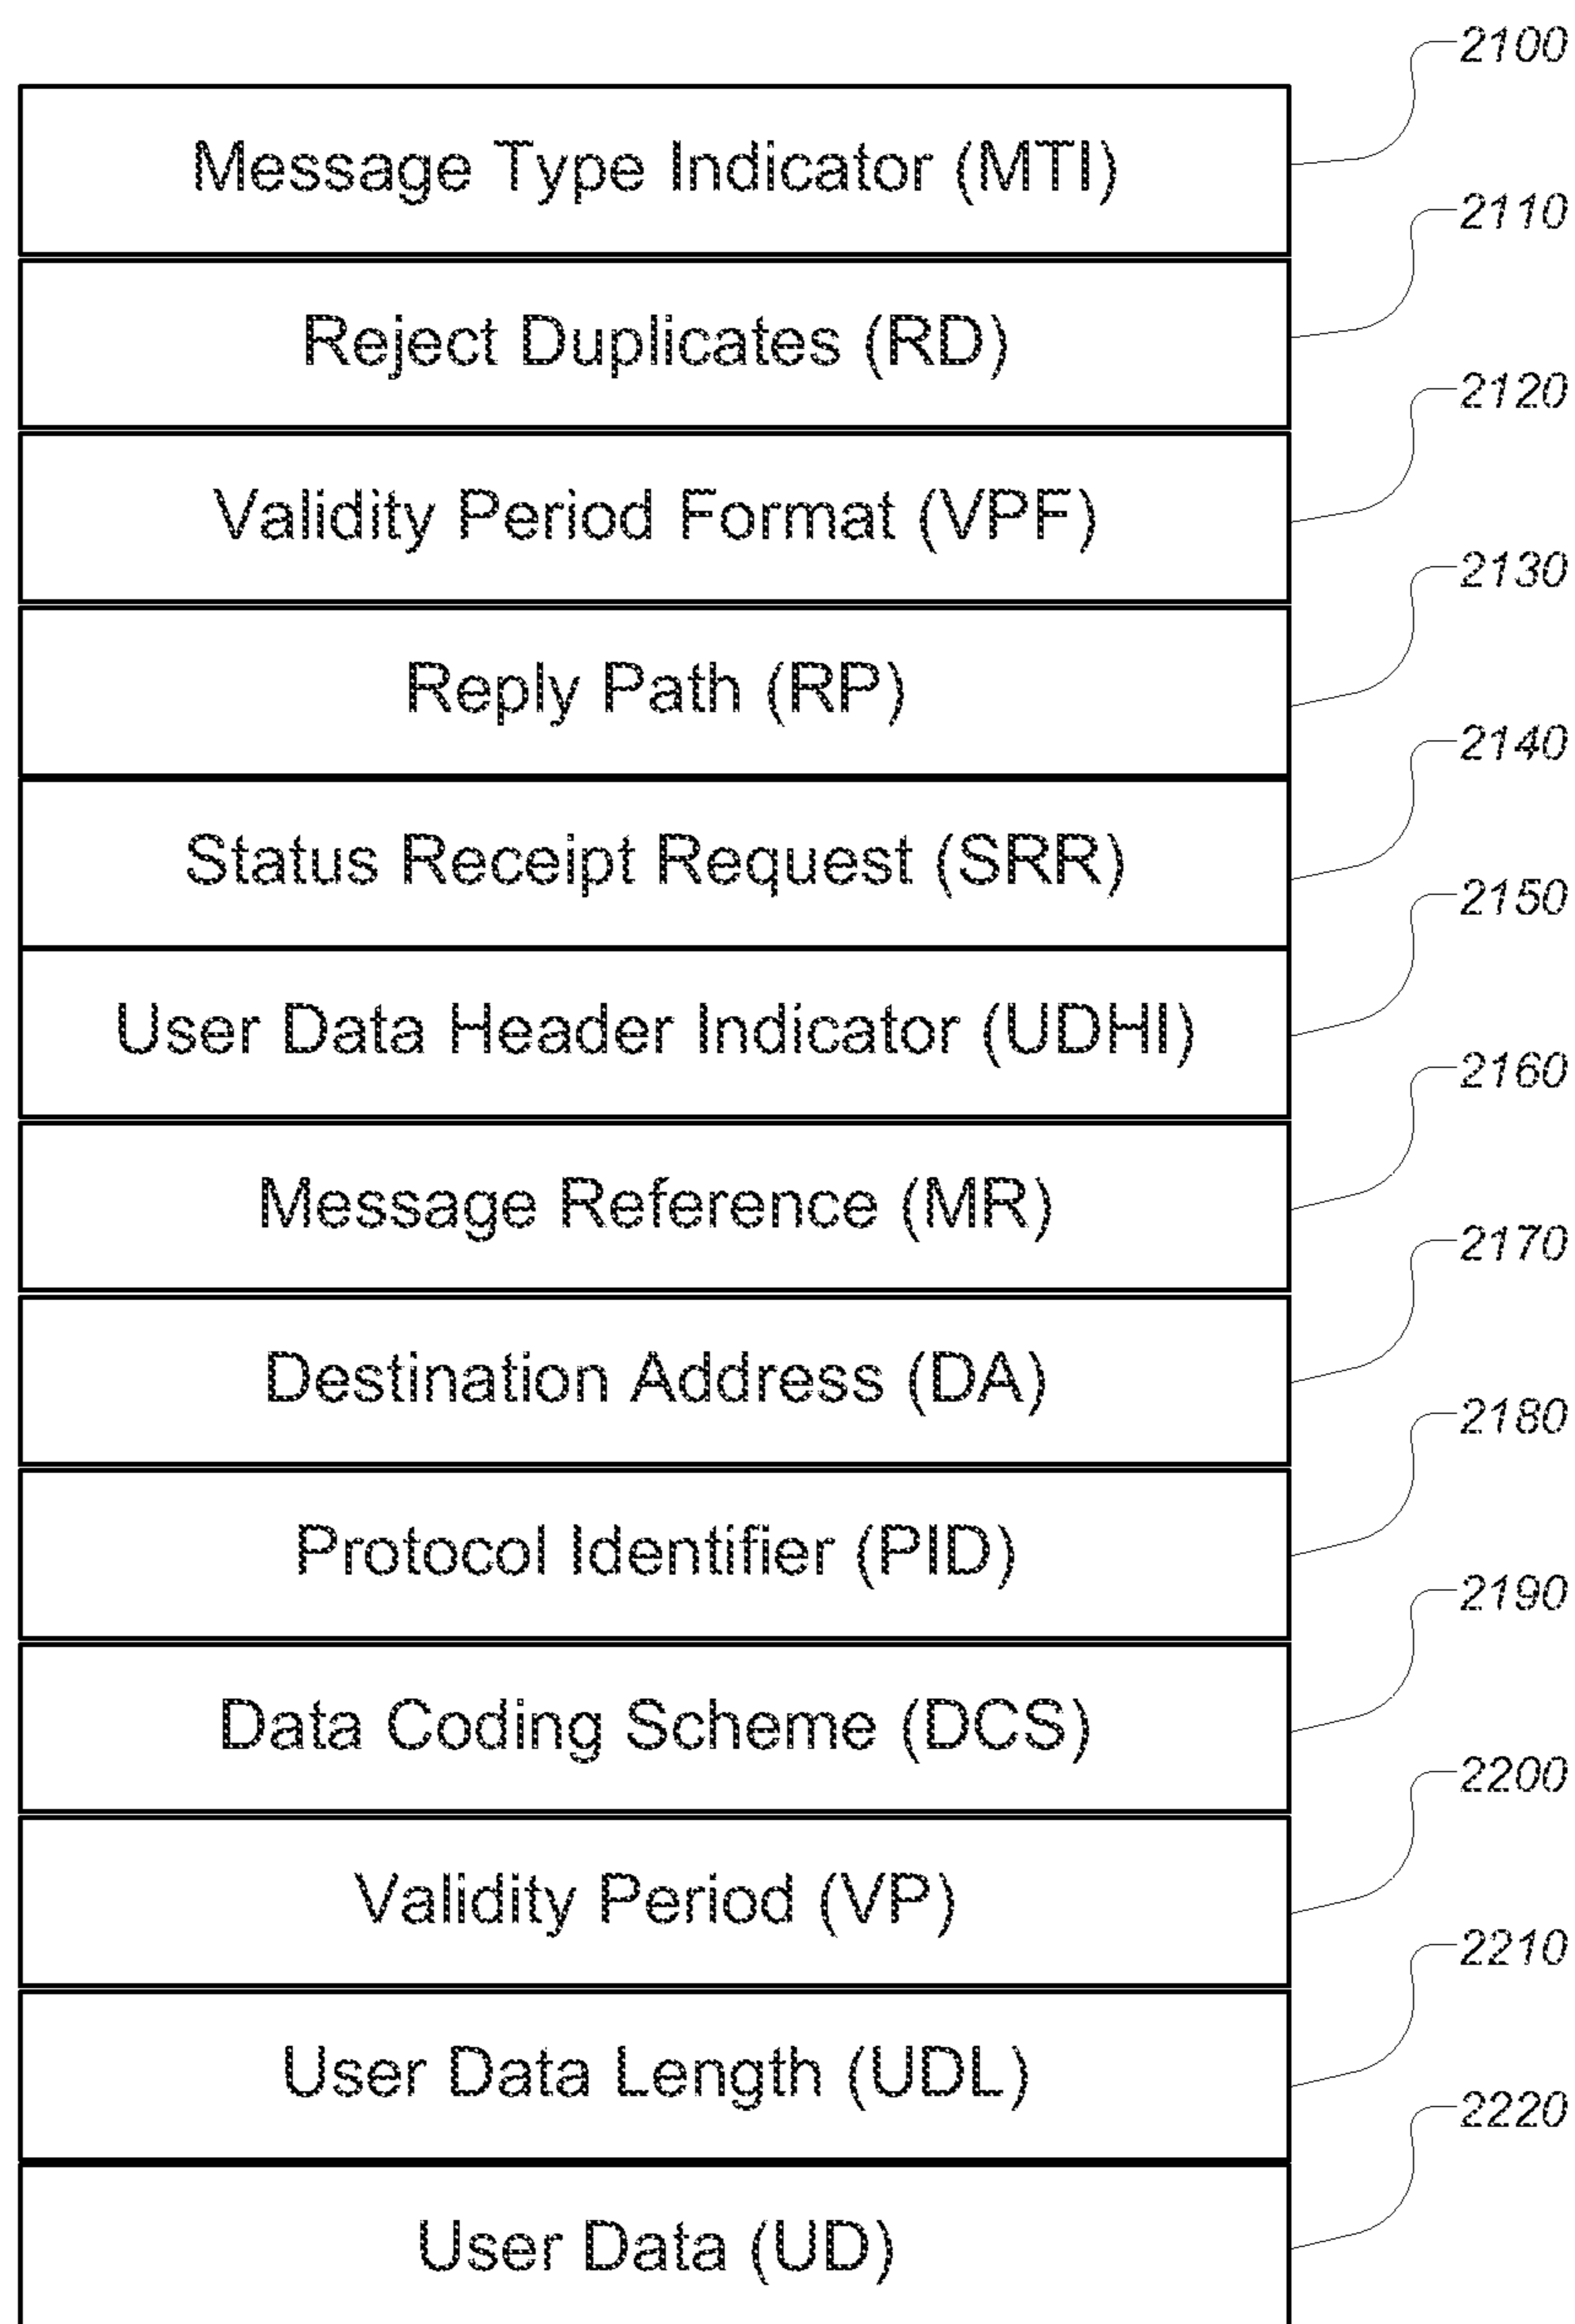 2100
Message Type Indicator (MTI)
2110
Reject Duplicates (RD)
2120
Validity Period Format (VPF)
2130
Reply Path (RP)
2140
Status Receipt Request (SRR)
2150
User Data Header Indicator (UDHI)
2160
Message Reference (MR)
2170
Destination Address (DA)
2180
Protocol Identifier (PID)
2190
Data Coding Scheme (DCS)
2200
Validity Period (VP)
2210
User Data Length (UDL)
2220
User Data (UD)